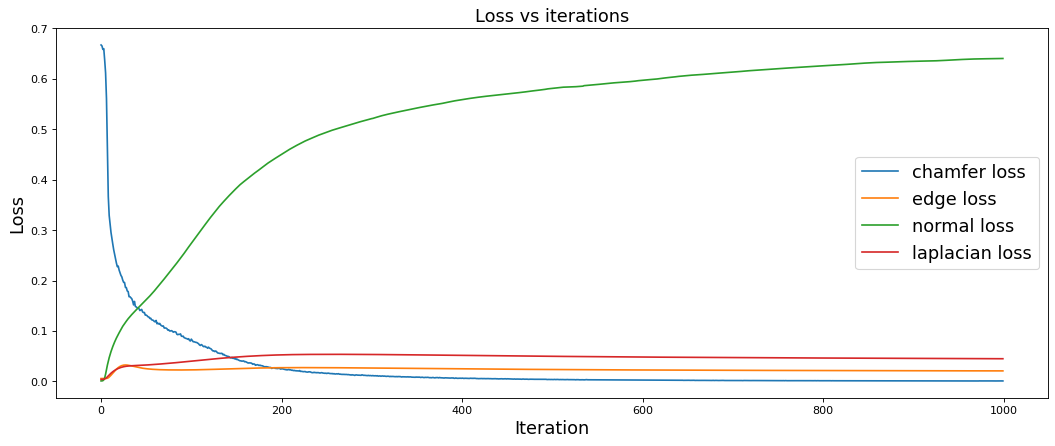 Loss vs iterations
Loss
0.7
0.6
0.5
0.4
0.3
0.2
0.1
0.0
chamfer loss
edge loss
normal loss
laplacian loss
0 200 400 600 800 1000
Iteration